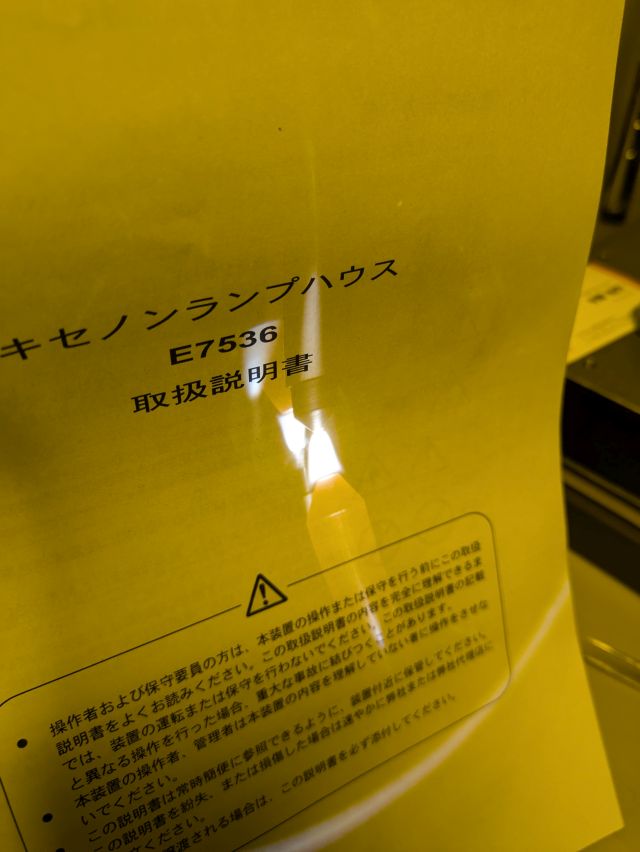 キセノンランプハウス
E7536
取扱説明書
操作者および保守要員の方は、本装置の操作または保守を行う前にこの取扱
説明書をよくお読みください。この取扱説明書の内容を完全に理解できるま
では、装置の運転または保守を行わないでください。この取扱説明書の記載
と異なる操作を行った場合、重大な事故に結びつくことがあります。
本装置の操作者、管理者は本装置の内容を理解していない者に操作をさせな
いでください。
この説明書は常時簡便に参照できるように、装置付近に保管してください。
この説明書を紛失、または損傷した場合は速やかに弊社または弊社代理店に
ください。
渡される場合は、この説明書を必ず添付してください。